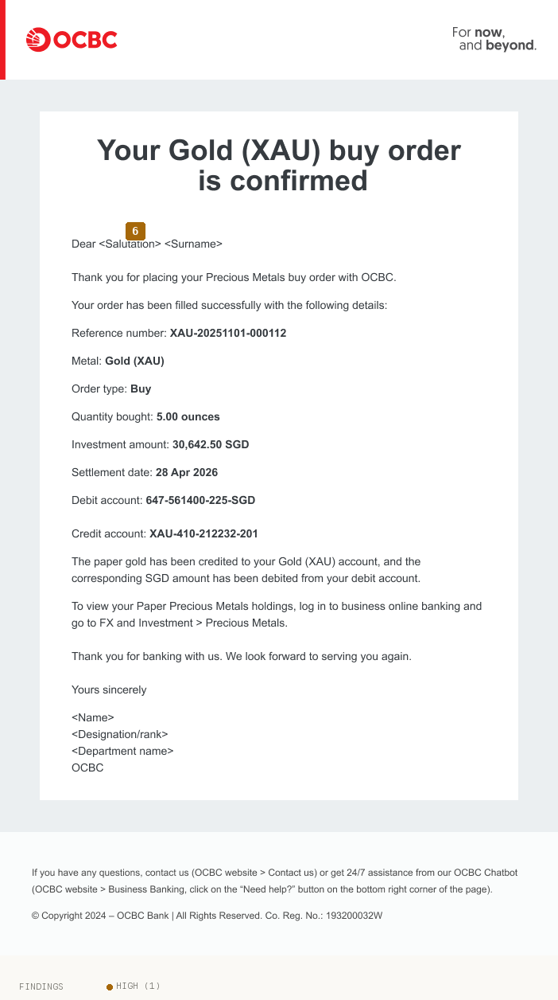 OCBC
For now,
and beyond.
Your Gold (XAU) buy order
is confirmed
6
Dear <Salutation> <Surname>
Thank you for placing your Precious Metals buy order with OCBC.
Your order has been filled successfully with the following details:
Reference number: XAU-20251101-000112
Metal: Gold (XAU)
Order type: Buy
Quantity bought: 5.00 ounces
Investment amount: 30,642.50 SGD
Settlement date: 28 Apr 2026
Debit account: 647-561400-225-SGD
Credit account: XAU-410-212232-201
The paper gold has been credited to your Gold (XAU) account, and the
corresponding SGD amount has been debited from your debit account.
To view your Paper Precious Metals holdings, log in to business online banking and
go to FX and Investment > Precious Metals.
Thank you for banking with us. We look forward to serving you again.
Yours sincerely
<Name>
<Designation/rank>
<Department name>
OCBC
If you have any questions, contact us (OCBC website > Contact us) or get 24/7 assistance from our OCBC Chatbot
(OCBC website > Business Banking, click on the “Need help?” button on the bottom right corner of the page).
© Copyright 2024 – OCBC Bank | All Rights Reserved. Co. Reg. No.: 193200032W
FINDINGS HIGH (1)